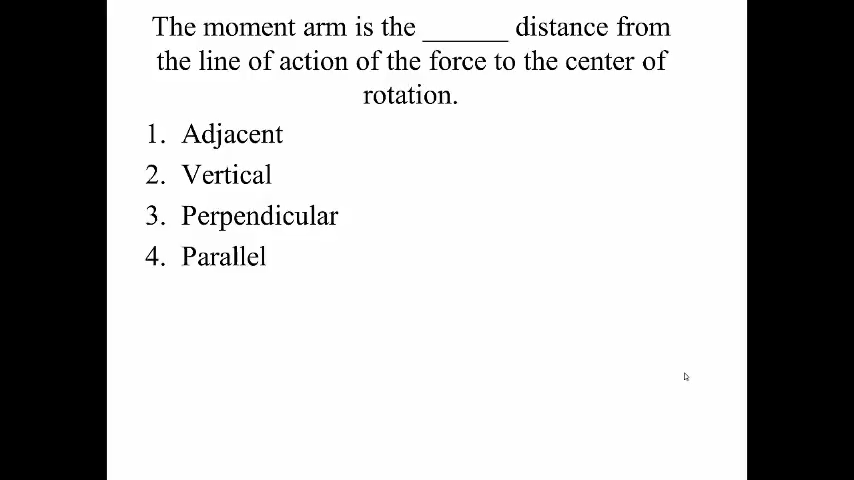 The moment arm is the ______ distance from
the line of action of the force to the center of
rotation.
1. Adjacent
2. Vertical
3. Perpendicular
4. Parallel